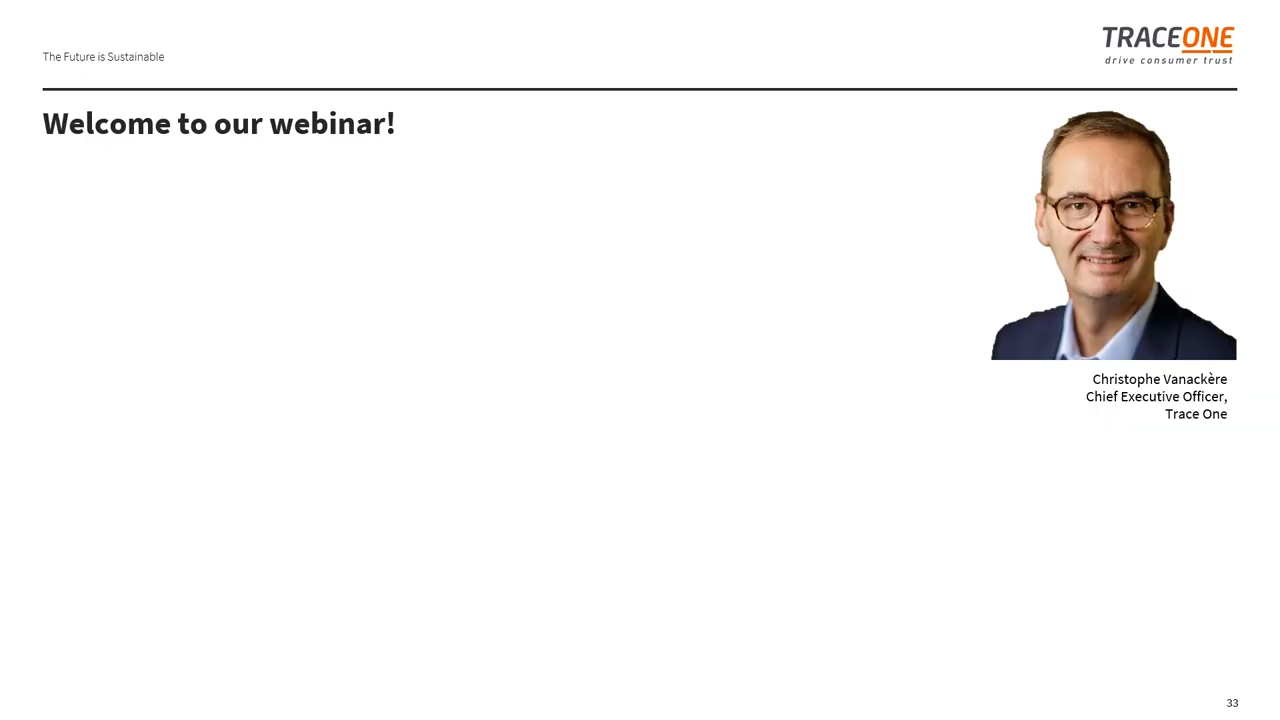 The Future is Sustainable
TRACEONE
drive consumer trust
Welcome to our webinar!
Christophe Vanackère
Chief Executive Officer,
Trace One
33